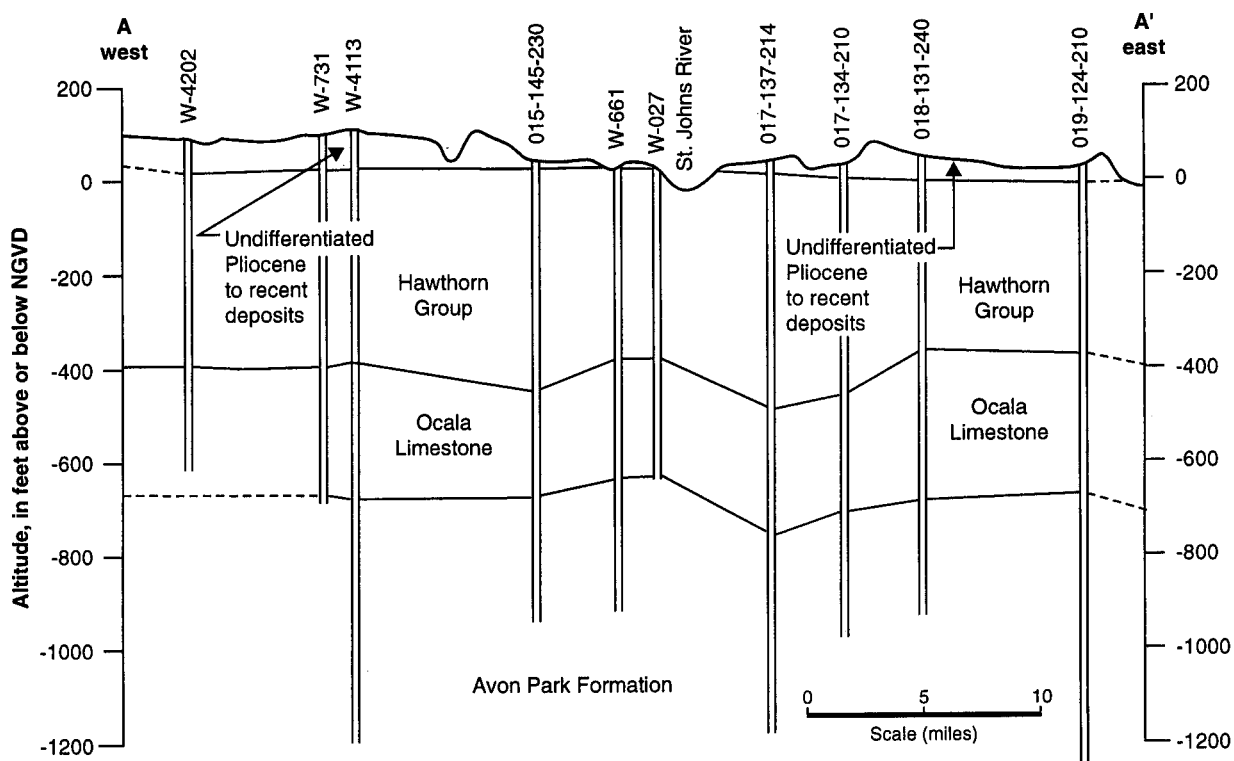 A
west
W-4202
W-731
W-4113
015-145-230
W-661
W-027
St. Johns River
017-137-214
017-134-210
018-131-240
019-124-210
A'
east
Altitude, in feet above or below NGVD
200
0
-200
-400
-600
-800
-1000
-1200
Undifferentiated
Pliocene
to recent
deposits
Hawthorn
Group
Ocala
Limestone
Avon Park Formation
Undifferentiated
Pliocene
to recent
deposits
Hawthorn
Group
Ocala
Limestone
0
5
10
Scale (miles)
200
0
-200
-400
-600
-800
-1000
-1200